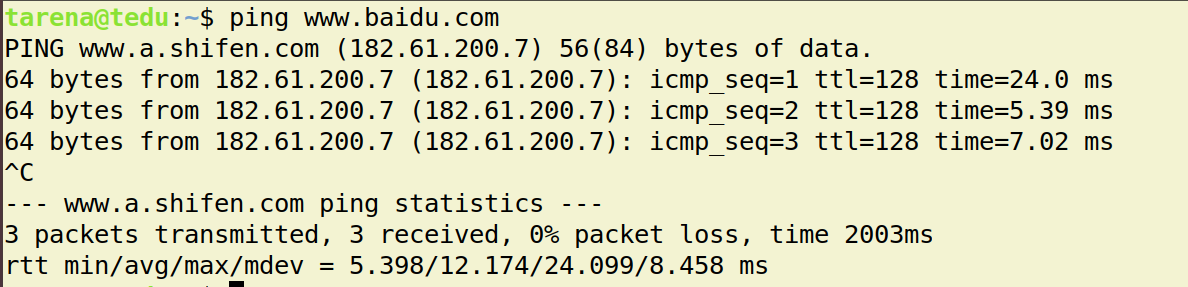 tarena@tedu:~$ ping www.baidu.com
PING www.a.shifen.com (182.61.200.7) 56(84) bytes of data.
64 bytes from 182.61.200.7 (182.61.200.7): icmp_seq=1 ttl=128 time=24.0 ms
64 bytes from 182.61.200.7 (182.61.200.7): icmp_seq=2 ttl=128 time=5.39 ms
64 bytes from 182.61.200.7 (182.61.200.7): icmp_seq=3 ttl=128 time=7.02 ms
^C
--- www.a.shifen.com ping statistics ---
3 packets transmitted, 3 received, 0% packet loss, time 2003ms
rtt min/avg/max/mdev = 5.398/12.174/24.099/8.458 ms